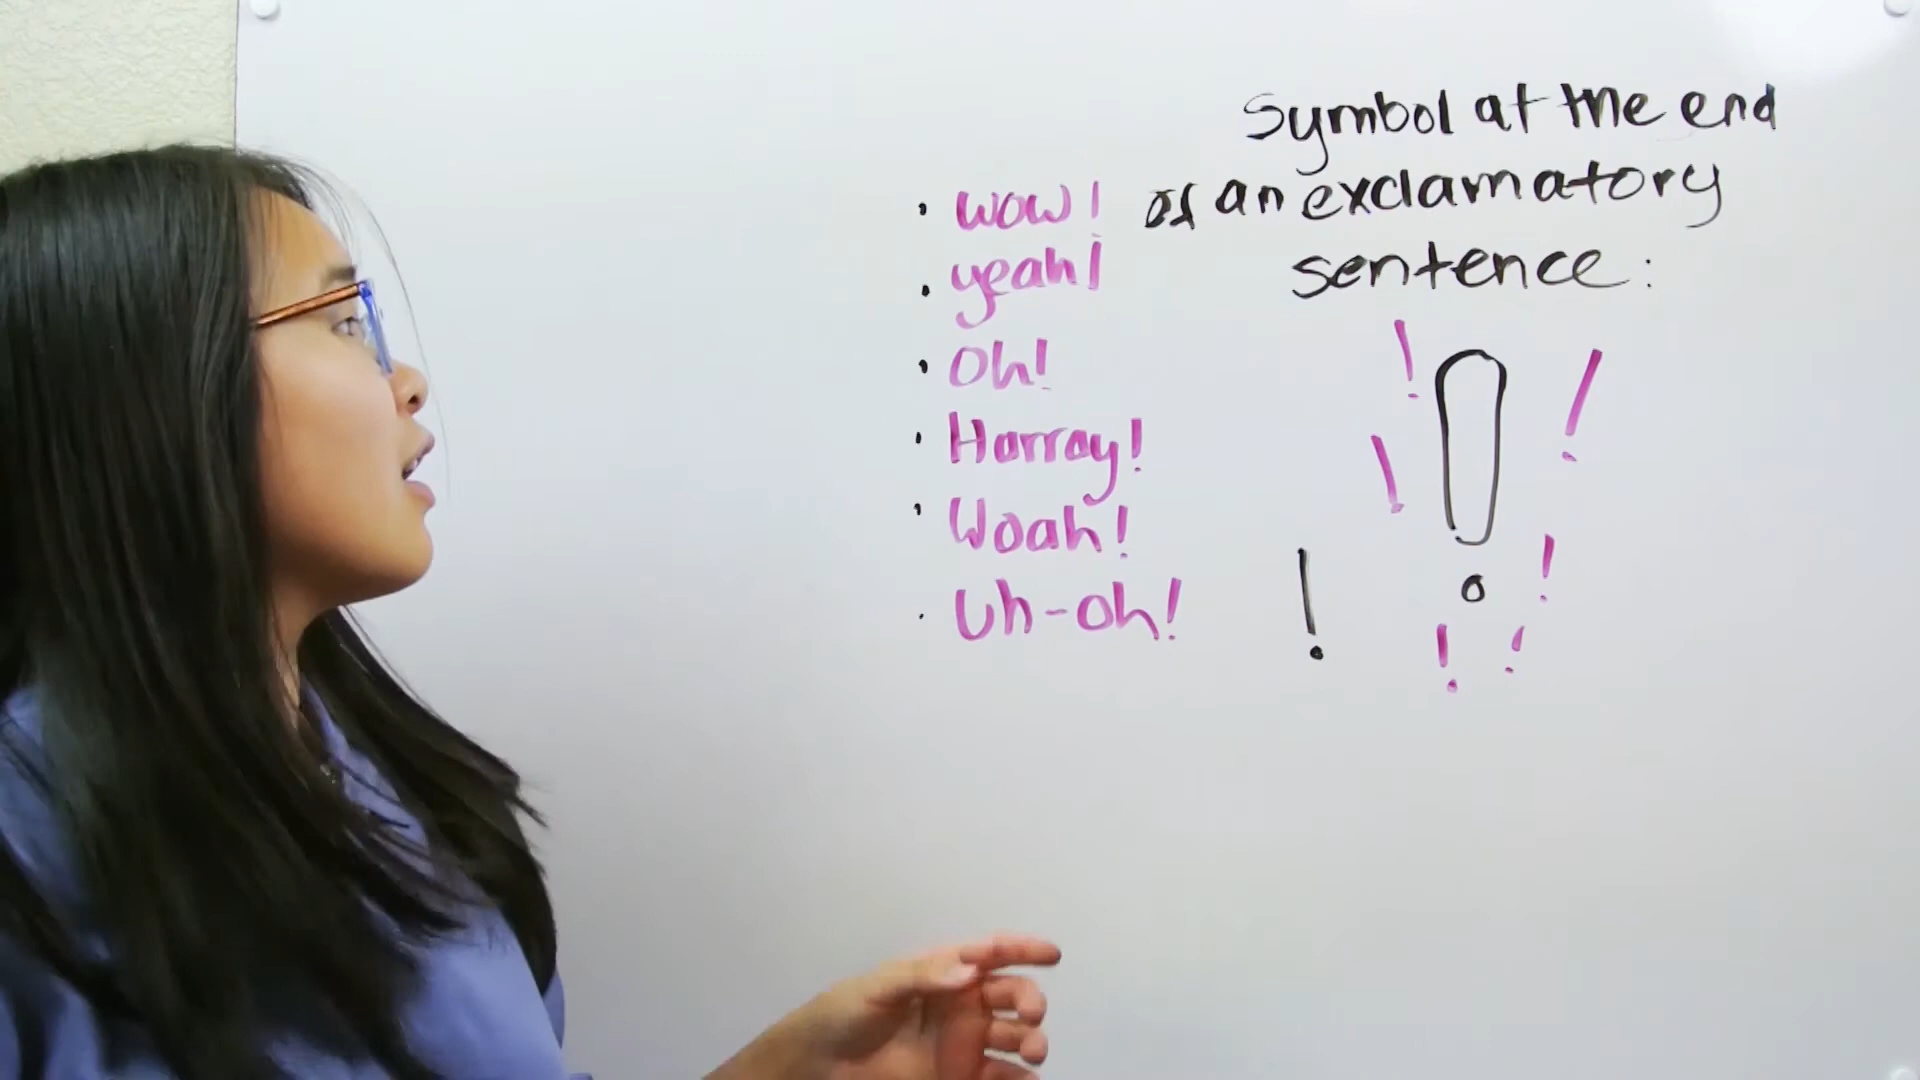 Symbol at the end
of an exclamatory
sentence:
• wow!
• yeah!
• Oh!
• Horray!
• Woah!
• Uh-oh!
! ! !
! !
! !
!